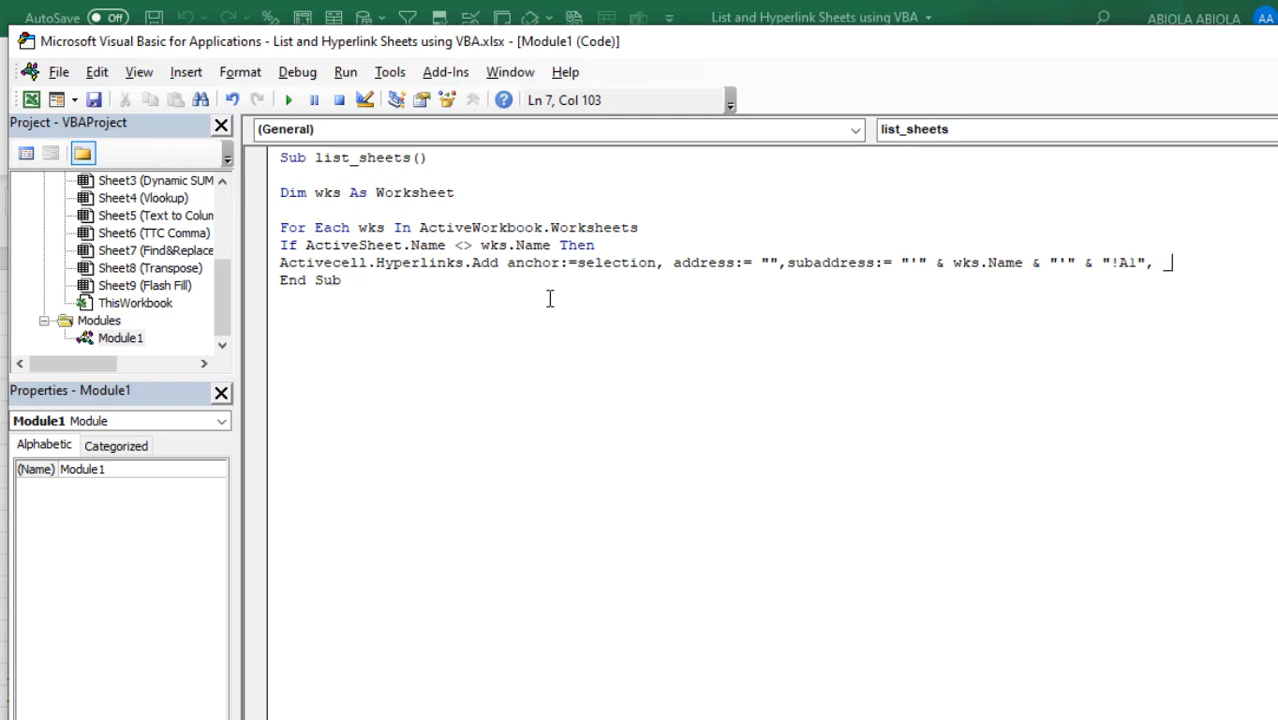 AutoSave Off List and Hyperlink Sheets using VBA ABIOLA ABIOLA AA
Microsoft Visual Basic for Applications - List and Hyperlink Sheets using VBA.xlsx - [Module1 (Code)]
File Edit View Insert Format Debug Run Tools Add-Ins Window Help
Ln 7, Col 103
Project - VBAProject
(General) list_sheets
Sheet3 (Dynamic SUM
Sheet4 (Vlookup)
Sheet5 (Text to Colum
Sheet6 (TTC Comma)
Sheet7 (Find&Replace
Sheet8 (Transpose)
Sheet9 (Flash Fill)
ThisWorkbook
Modules
Module1
Properties - Module1
Module1 Module
Alphabetic Categorized
(Name) Module1
Sub list_sheets()
Dim wks As Worksheet
For Each wks In ActiveWorkbook.Worksheets
If ActiveSheet.Name <> wks.Name Then
Activecell.Hyperlinks.Add anchor:=selection, address:= "",subaddress:= "'" & wks.Name & "'" & "!A1", _
End Sub